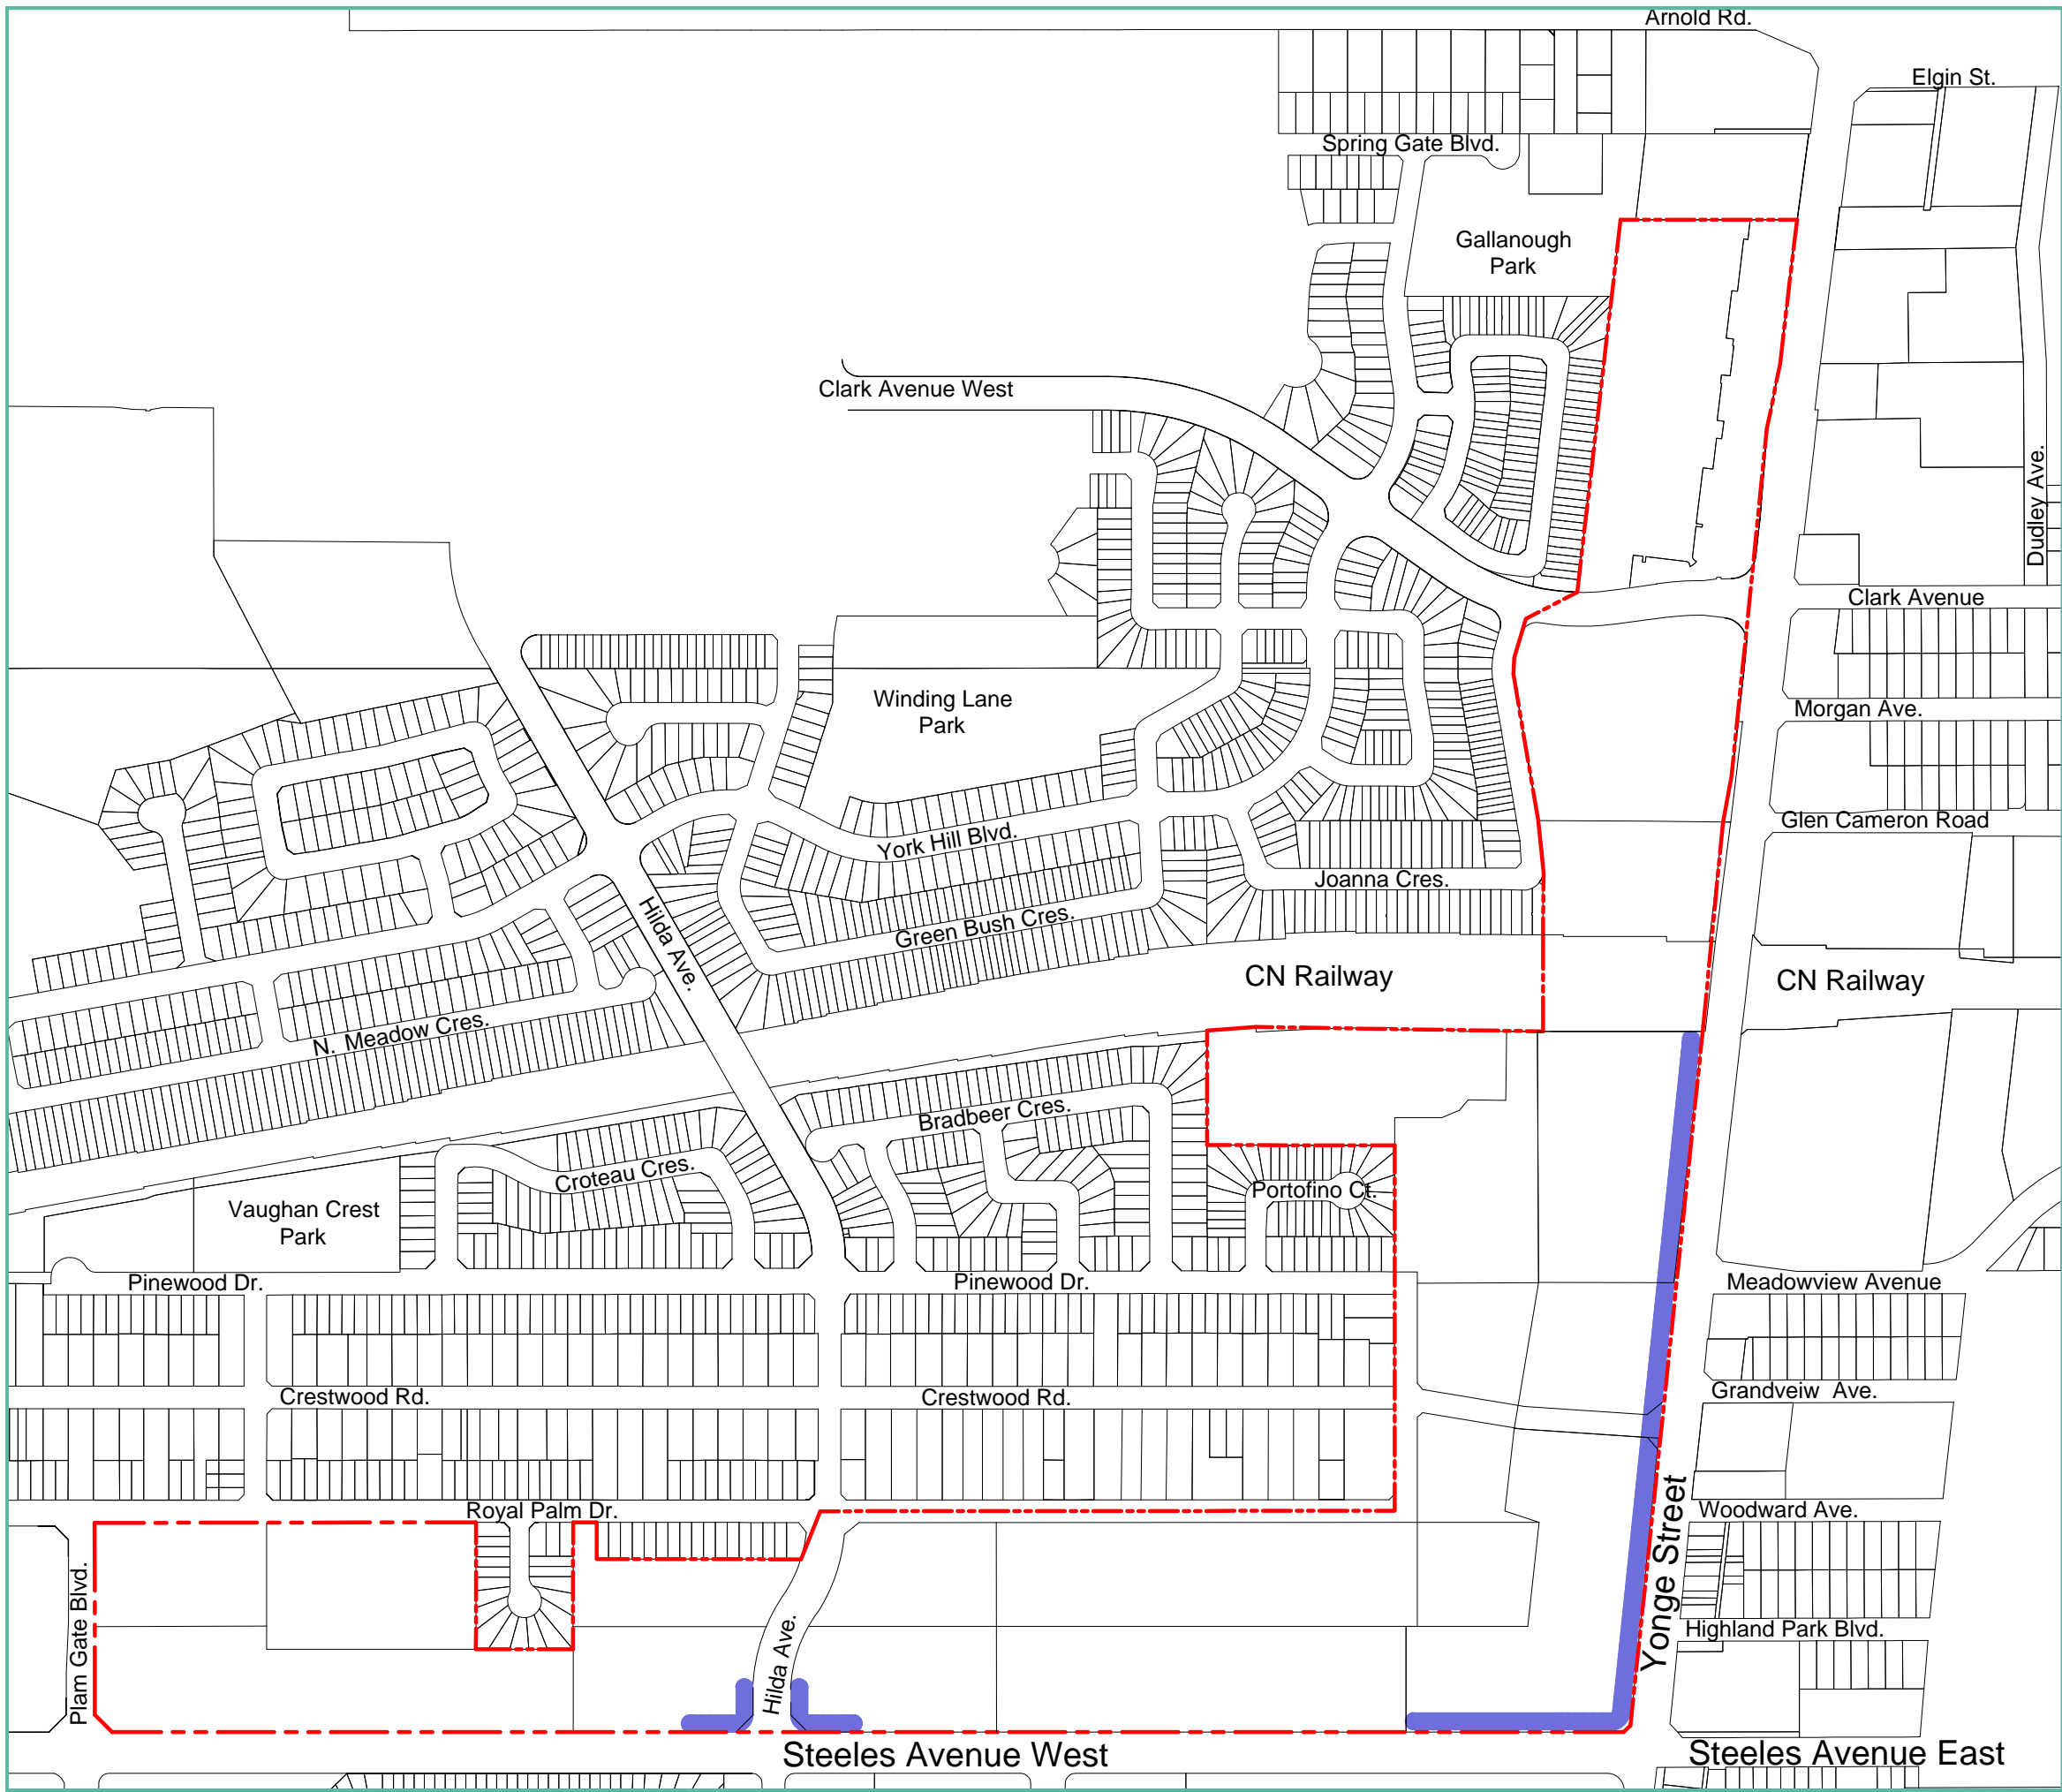 Arnold Rd.
Elgin St.
Spring Gate Blvd.
Gallanough
Park
Clark Avenue West
Dudley Ave.
Clark Avenue
Winding Lane
Park
Morgan Ave.
Glen Cameron Road
York Hill Blvd.
Joanna Cres.
Green Bush Cres.
Hilda Ave.
CN Railway
CN Railway
N. Meadow Cres.
Bradbeer Cres.
Croteau Cres.
Portofino Ct.
Vaughan Crest
Park
Pinewood Dr.
Pinewood Dr.
Meadowview Avenue
Crestwood Rd.
Crestwood Rd.
Grandveiw Ave.
Royal Palm Dr.
Woodward Ave.
Yonge Street
Plam Gate Blvd.
Hilda Ave.
Highland Park Blvd.
Steeles Avenue West
Steeles Avenue East